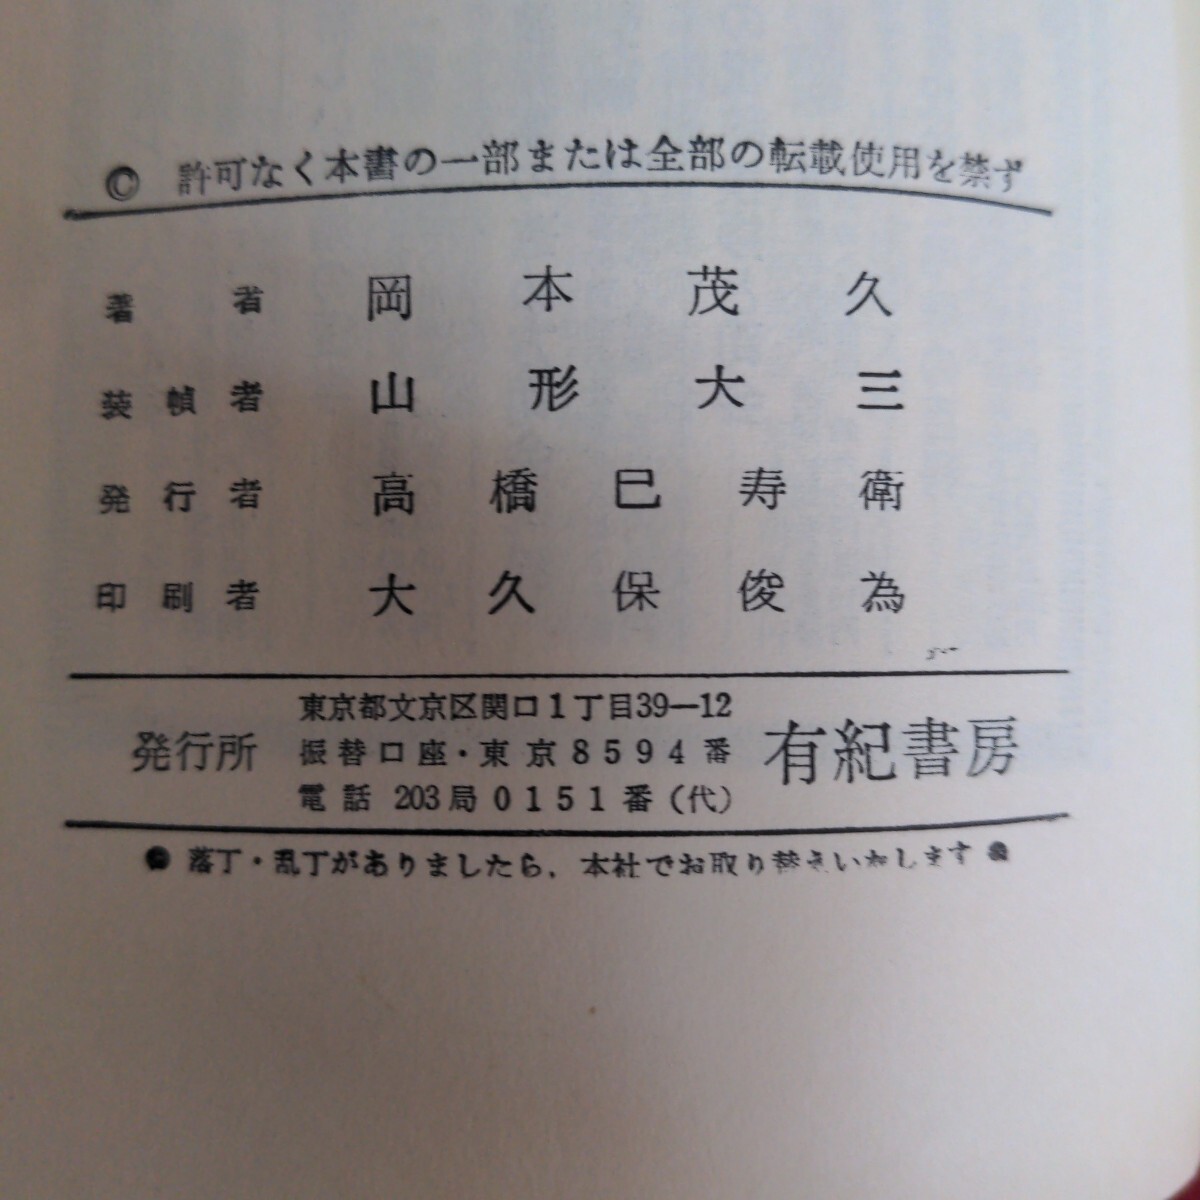 © 許可なく本書の一部または全部の転載使用を禁ず
著者 岡本茂久
装幀者 山形大三
発行者 高橋巳寿衛
印刷者 大久保俊為
発行所
東京都文京区関口1丁目39—12
振替口座・東京8594番
電話 203局0151番(代)
有紀書房
● 落丁・乱丁がありましたら、本社でお取り替えいたします ●